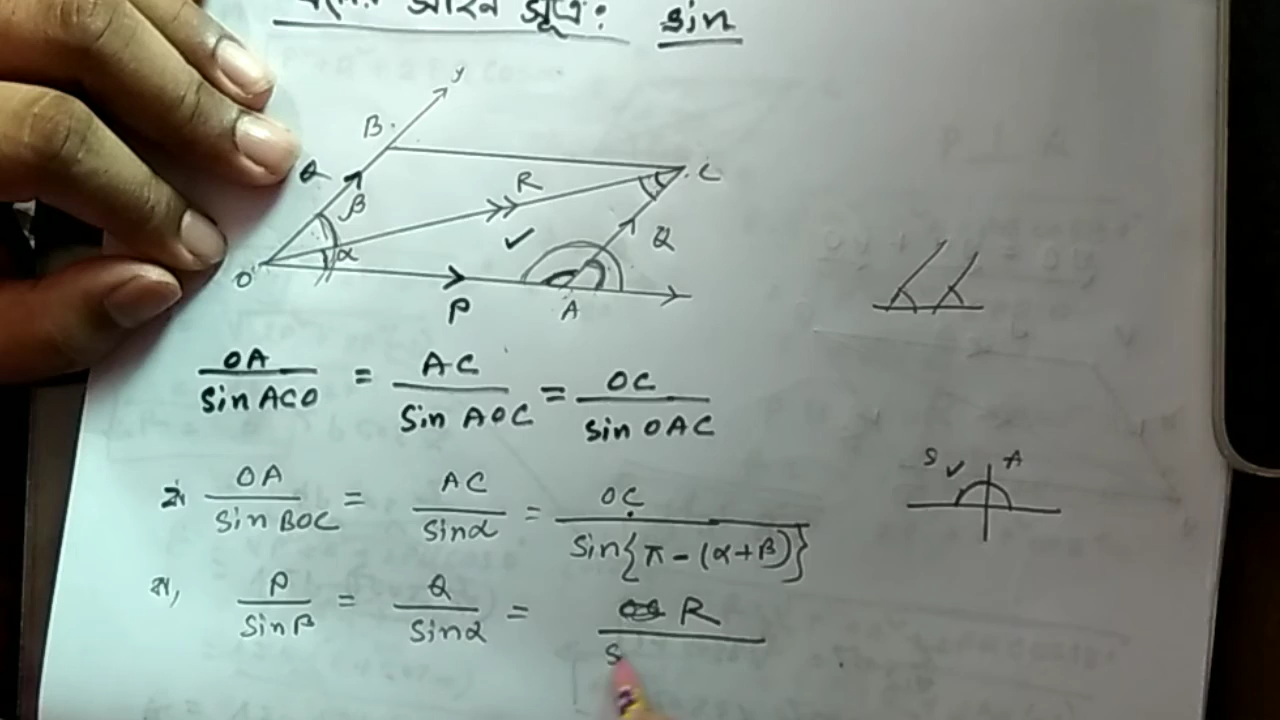 সূত্র: sin
y
B
Q
β
R
C
Q
α
O
P
A
OA/sin ACO = AC/sin AOC = OC/sin OAC
S A
বা, OA/sin BOC = AC/sinα = OC/sin{π-(α+β)}
বা, P/sinβ = Q/sinα = R/s